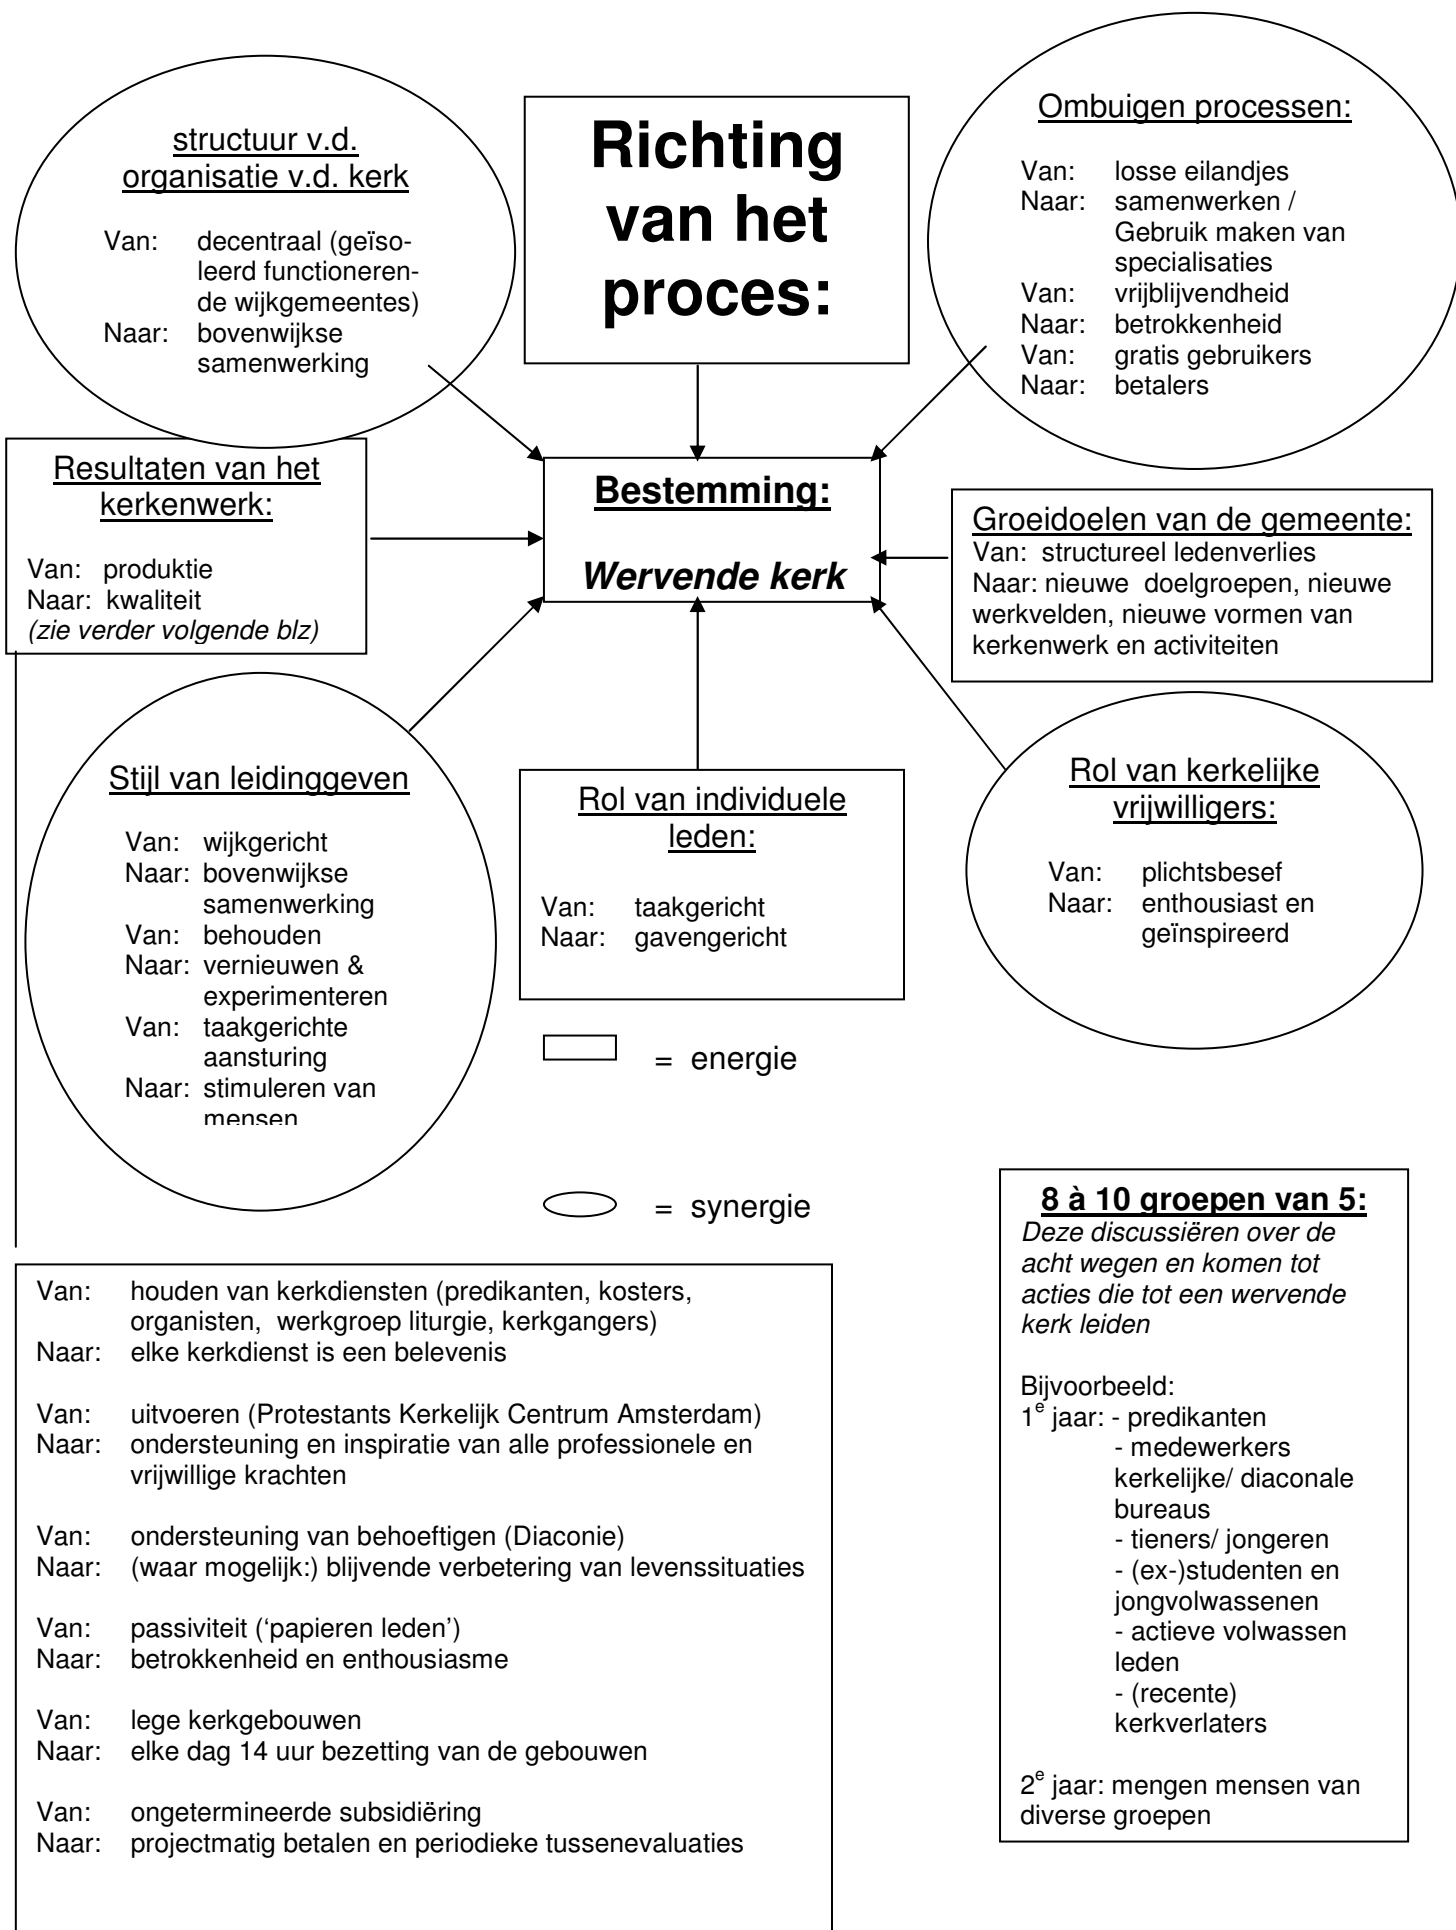 structuur v.d.
organisatie v.d. kerk
Van: decentraal (geïso-
leerd functioneren-
de wijkgemeentes)
Naar: bovenwijkse
samenwerking
Richting
van het
proces:
Ombuigen processen:
Van: losse eilandjes
Naar: samenwerken /
Gebruik maken van
specialisaties
Van: vrijblijvendheid
Naar: betrokkenheid
Van: gratis gebruikers
Naar: betalers
Resultaten van het
kerkenwerk:
Van: produktie
Naar: kwaliteit
(zie verder volgende blz)
Bestemming:
Wervende kerk
Groeidoelen van de gemeente:
Van: structureel ledenverlies
Naar: nieuwe doelgroepen, nieuwe
werkvelden, nieuwe vormen van
kerkenwerk en activiteiten
Stijl van leidinggeven
Van: wijkgericht
Naar: bovenwijkse
samenwerking
Van: behouden
Naar: vernieuwen &
experimenteren
Van: taakgerichte
aansturing
Naar: stimuleren van
mensen
Rol van individuele
leden:
Van: taakgericht
Naar: gavengericht
Rol van kerkelijke
vrijwilligers:
Van: plichtsbesef
Naar: enthousiast en
geïnspireerd
= energie
= synergie
Van: houden van kerkdiensten (predikanten, kosters,
organisten, werkgroep liturgie, kerkgangers)
Naar: elke kerkdienst is een belevenis
Van: uitvoeren (Protestants Kerkelijk Centrum Amsterdam)
Naar: ondersteuning en inspiratie van alle professionele en
vrijwillige krachten
Van: ondersteuning van behoeftigen (Diaconie)
Naar: (waar mogelijk:) blijvende verbetering van levenssituaties
Van: passiviteit (‘papieren leden’)
Naar: betrokkenheid en enthousiasme
Van: lege kerkgebouwen
Naar: elke dag 14 uur bezetting van de gebouwen
Van: ongetermineerde subsidiëring
Naar: projectmatig betalen en periodieke tussenevaluaties
8 à 10 groepen van 5:
Deze discussiëren over de
acht wegen en komen tot
acties die tot een wervende
kerk leiden
Bijvoorbeeld:
1e jaar: - predikanten
- medewerkers
kerkelijke/ diaconale
bureaus
- tieners/ jongeren
- (ex-)studenten en
jongvolwassenen
- actieve volwassen
leden
- (recente)
kerkverlaters
2e jaar: mengen mensen van
diverse groepen